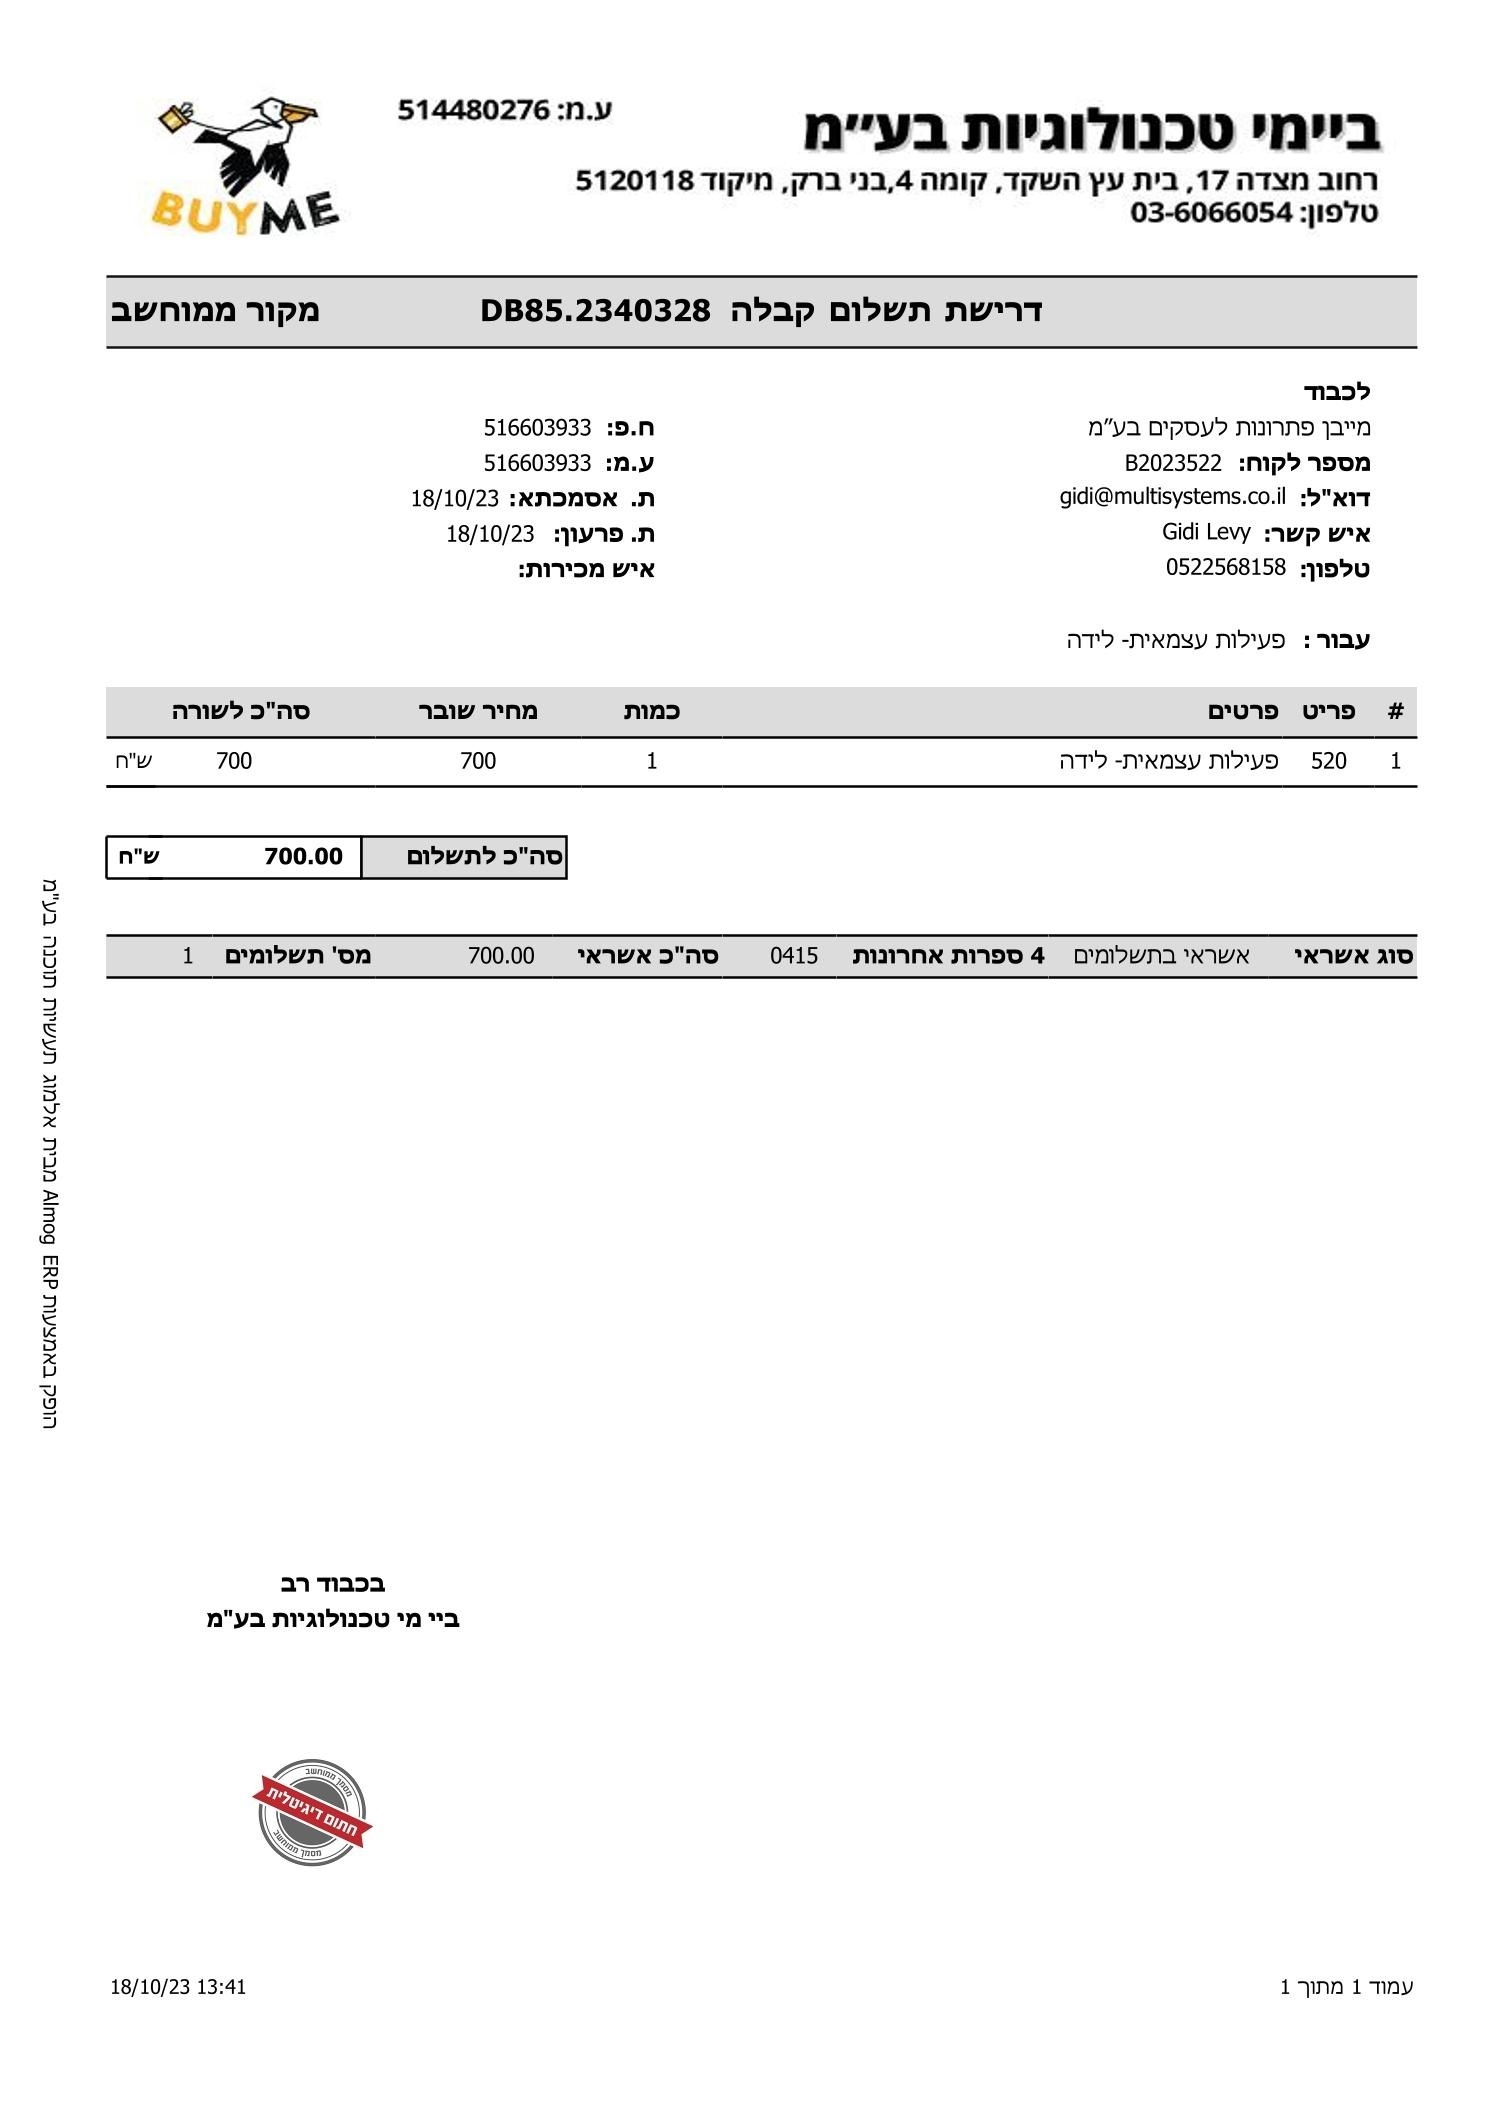 ביימי טכנולוגיות בע״מ
ע.מ: 514480276
רחוב מצדה 17, בית עץ השקד, קומה 4,בני ברק, מיקוד 5120118
טלפון: 03-6066054
BUYME
דרישת תשלום קבלה DB85.2340328 מקור ממוחשב
לכבוד
מייבן פתרונות לעסקים בע״מ
מספר לקוח: B2023522
דוא"ל: gidi@multisystems.co.il
איש קשר: Gidi Levy
טלפון: 0522568158
ח.פ: 516603933
ע.מ: 516603933
ת. אסמכתא: 18/10/23
ת. פרעון: 18/10/23
איש מכירות:
עבור : פעילות עצמאית- לידה
# פריט פרטים כמות מחיר שובר סה"כ לשורה
1 520 פעילות עצמאית- לידה 1 700 700 ש"ח
סה"כ לתשלום 700.00 ש"ח
סוג אשראי אשראי בתשלומים 4 ספרות אחרונות 0415 סה"כ אשראי 700.00 מס' תשלומים 1
הופק באמצעות Almog ERP מבית אלמוג תעשיות תוכנה בע"מ
בכבוד רב
ביי מי טכנולוגיות בע"מ
מסמך ממוחשב
חתום דיגיטלית
מסמך ממוחשב
עמוד 1 מתוך 1
18/10/23 13:41